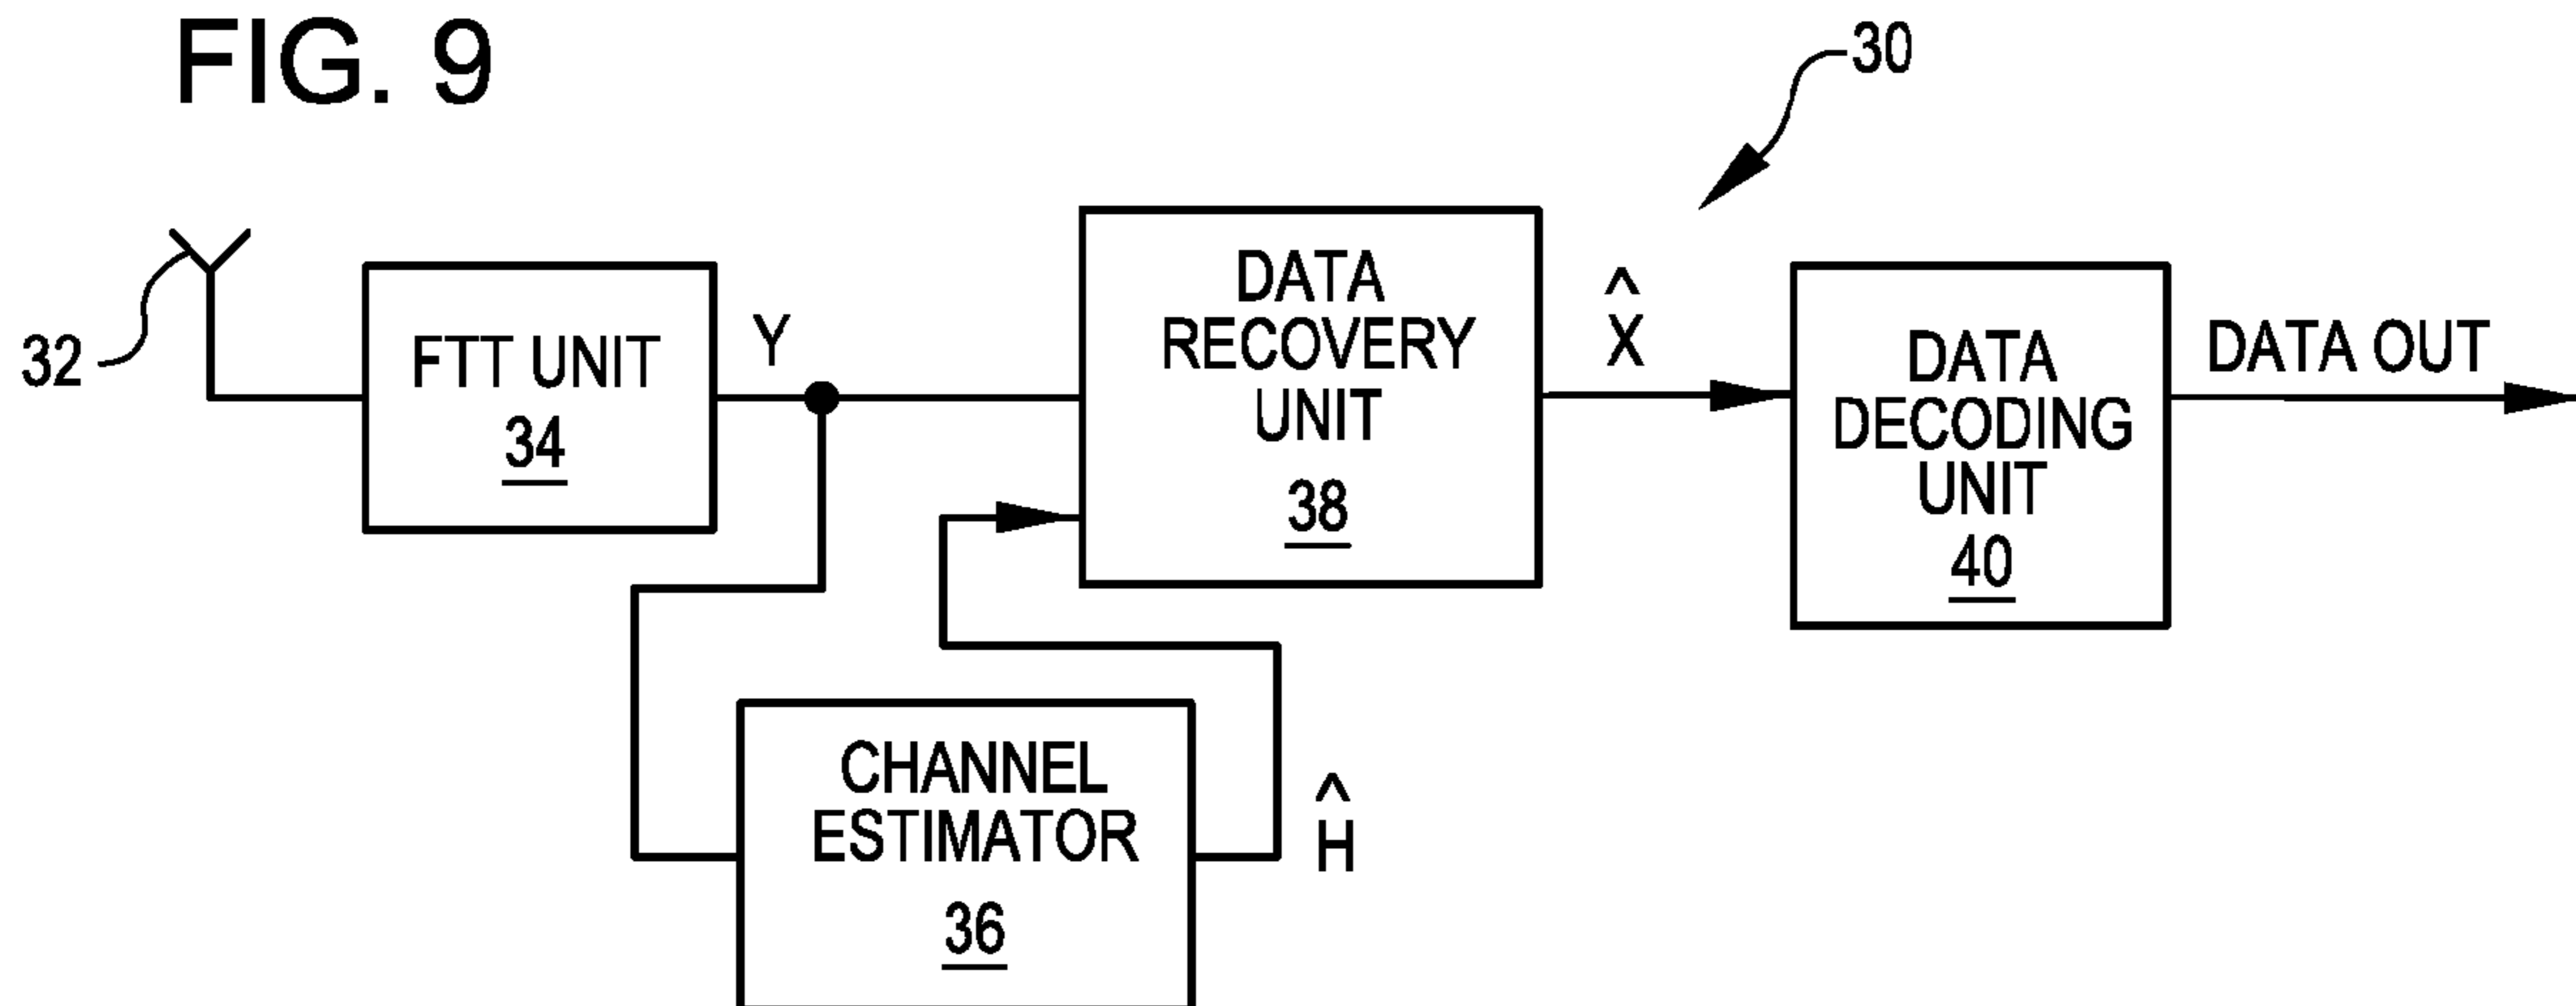 FIG. 9
30
32
FTT UNIT
34
Y
DATA
RECOVERY
UNIT
38
^
X
DATA
DECODING
UNIT
40
DATA OUT
CHANNEL
ESTIMATOR
36
^
H